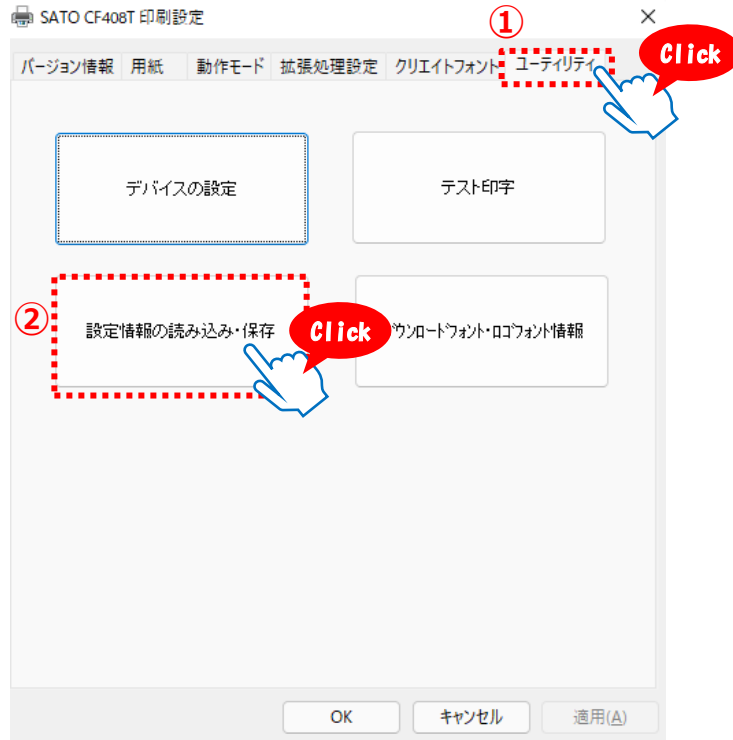 SATO CF408T 印刷設定
①
Click
バージョン情報 用紙 動作モード 拡張処理設定 クリエイトフォント ユーティリティ
デバイスの設定 テスト印字
②
設定情報の読み込み・保存
Click
ウンロードフォント・ロゴフォント情報
OK キャンセル 適用(A)